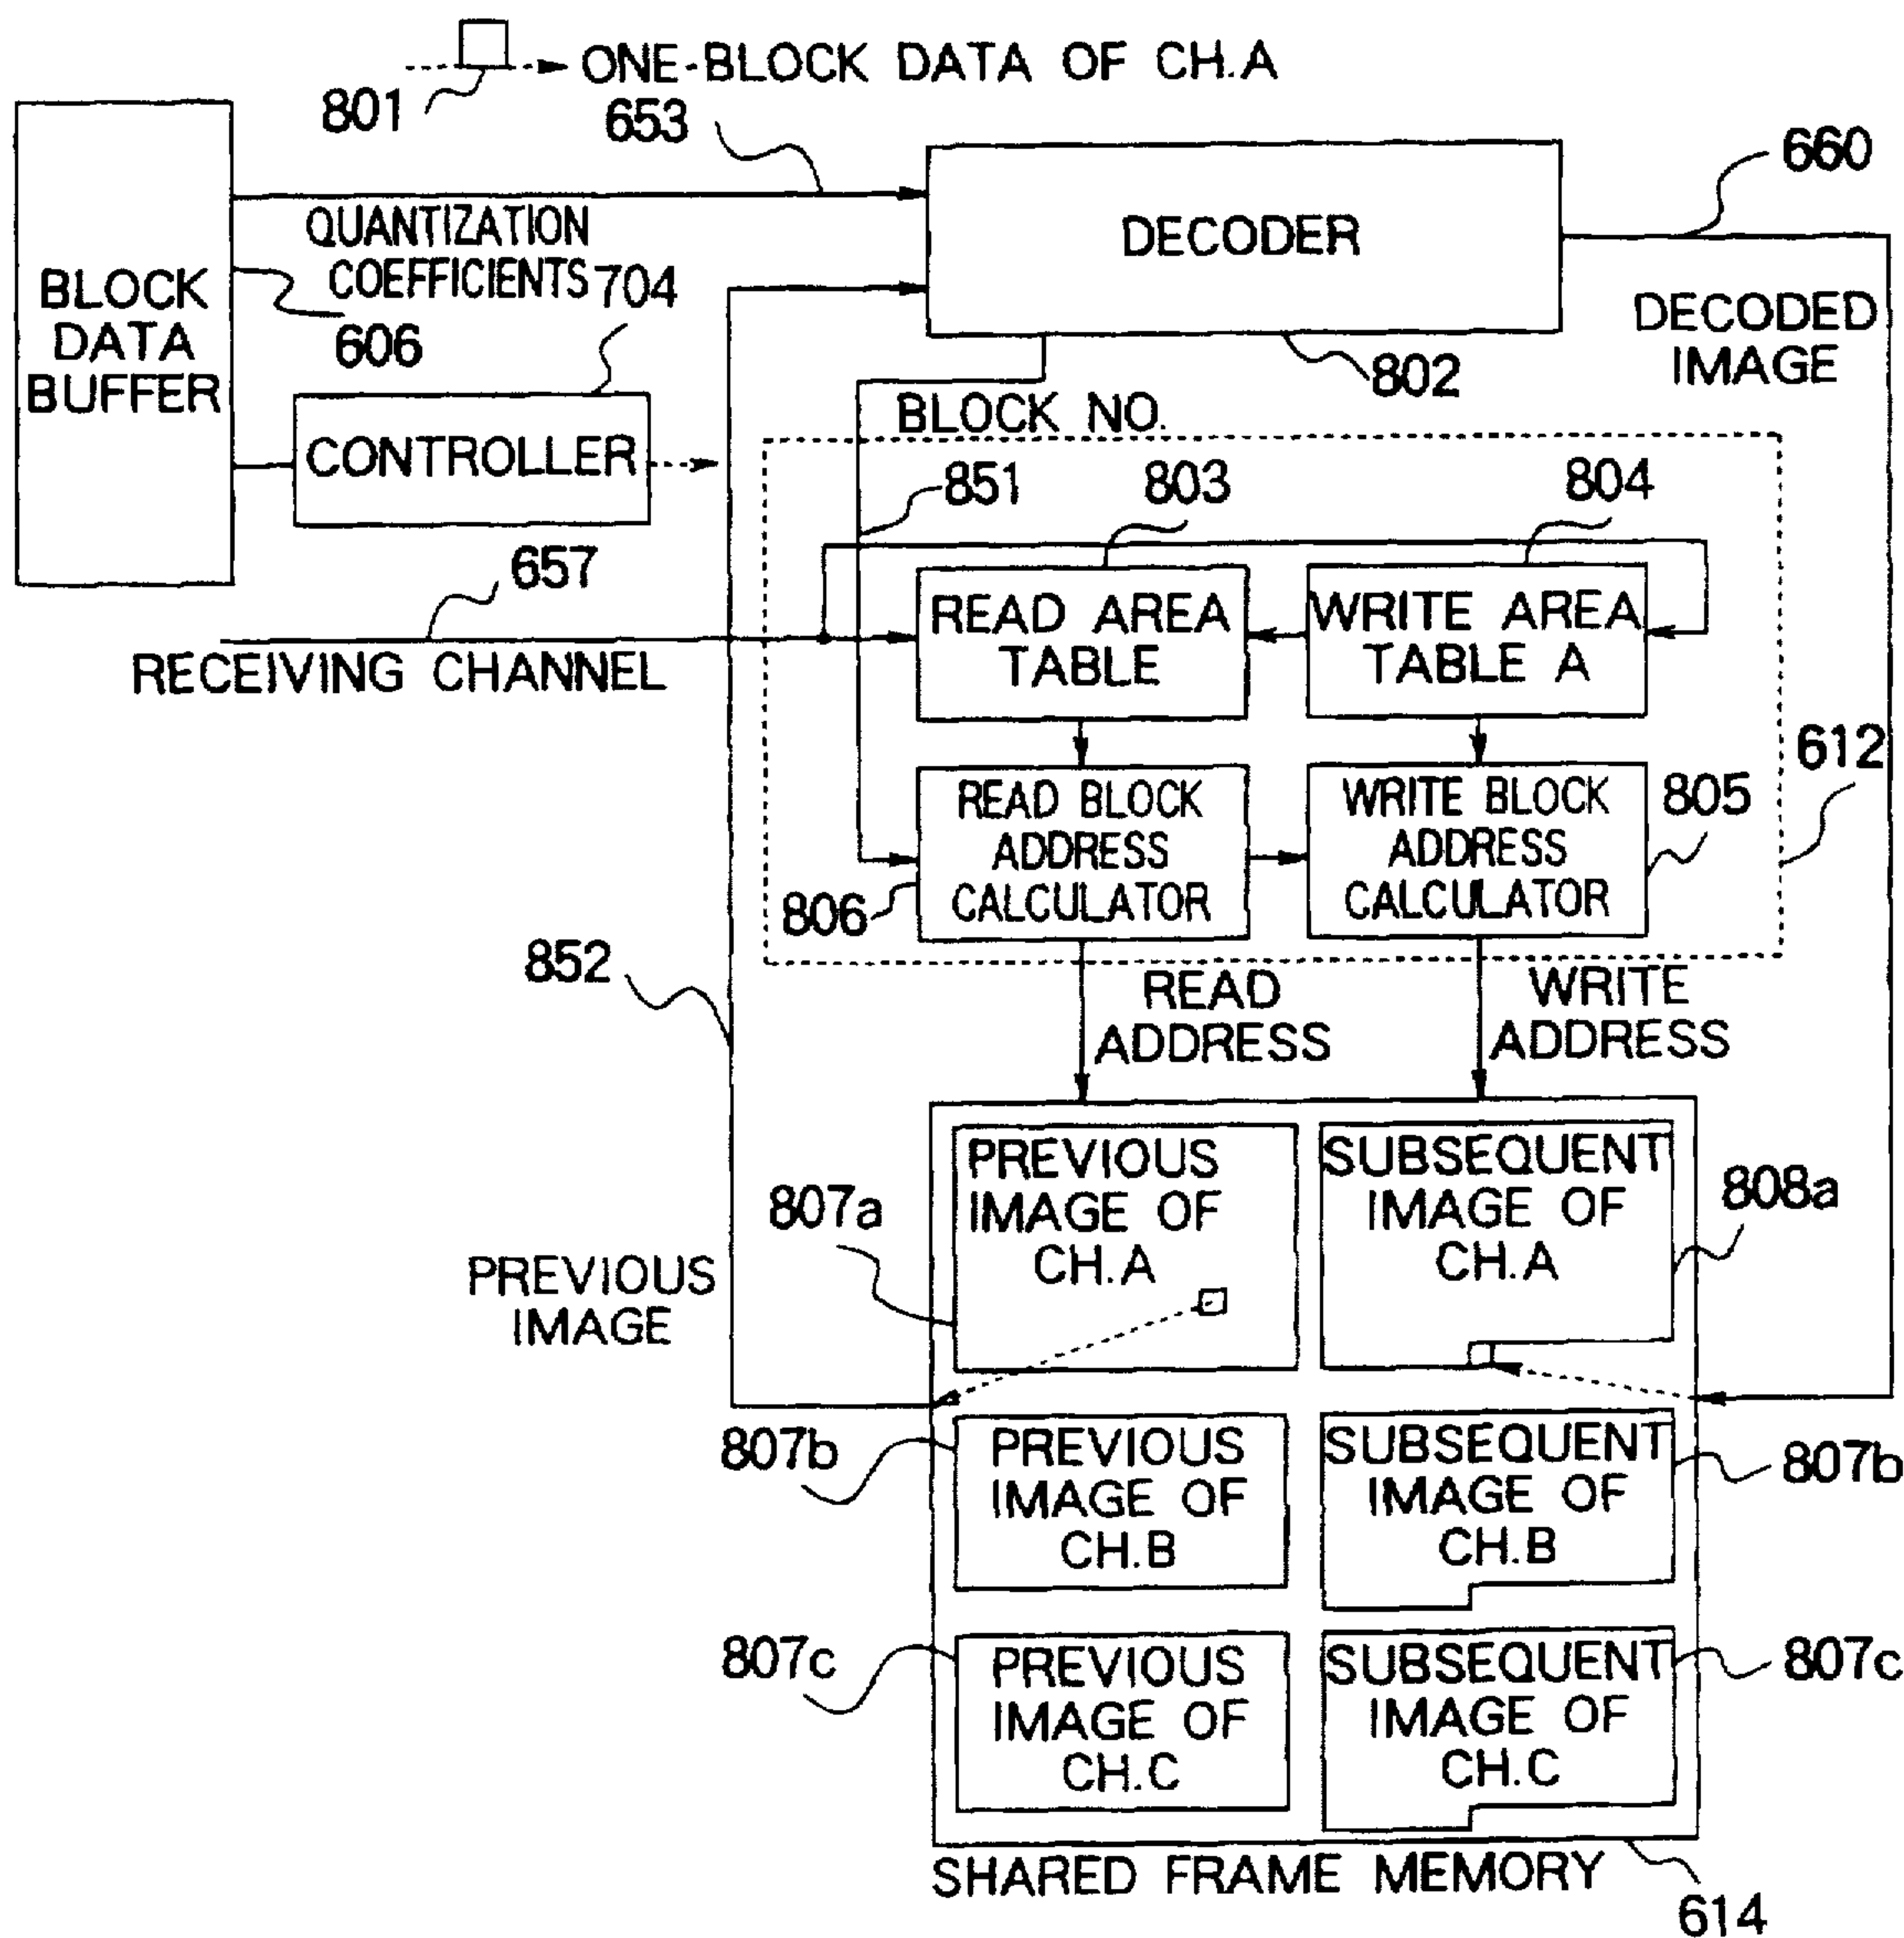 ONE-BLOCK DATA OF CH.A
801
653
660
DECODER
QUANTIZATION
COEFFICIENTS
704
606
BLOCK
DATA
BUFFER
DECODED
IMAGE
802
CONTROLLER
BLOCK NO.
851
803
804
657
READ AREA
TABLE
WRITE AREA
TABLE A
RECEIVING CHANNEL
612
READ BLOCK
ADDRESS
CALCULATOR
WRITE BLOCK
ADDRESS
CALCULATOR
805
806
852
READ
ADDRESS
WRITE
ADDRESS
PREVIOUS
IMAGE OF
CH.A
SUBSEQUENT
IMAGE OF
CH.A
807a
808a
PREVIOUS
IMAGE
807b
PREVIOUS
IMAGE OF
CH.B
SUBSEQUENT
IMAGE OF
CH.B
807b
807c
PREVIOUS
IMAGE OF
CH.C
SUBSEQUENT
IMAGE OF
CH.C
807c
SHARED FRAME MEMORY
614